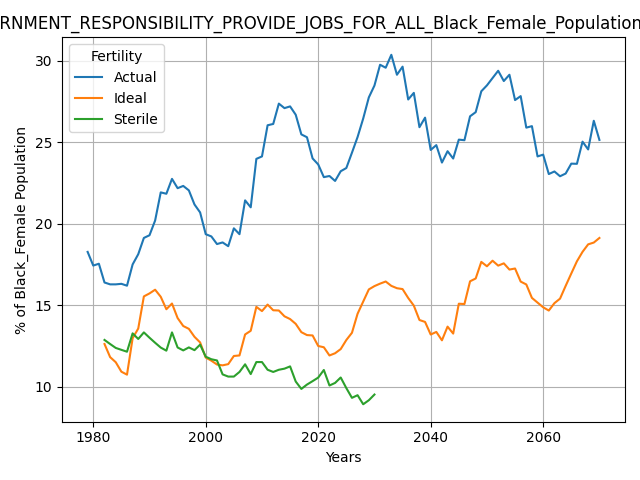 RNMENT_RESPONSIBILITY_PROVIDE_JOBS_FOR_ALL_Black_Female_Population
Fertility
Actual
Ideal
Sterile
% of Black_Female Population
30
25
20
15
10
1980 2000 2020 2040 2060
Years